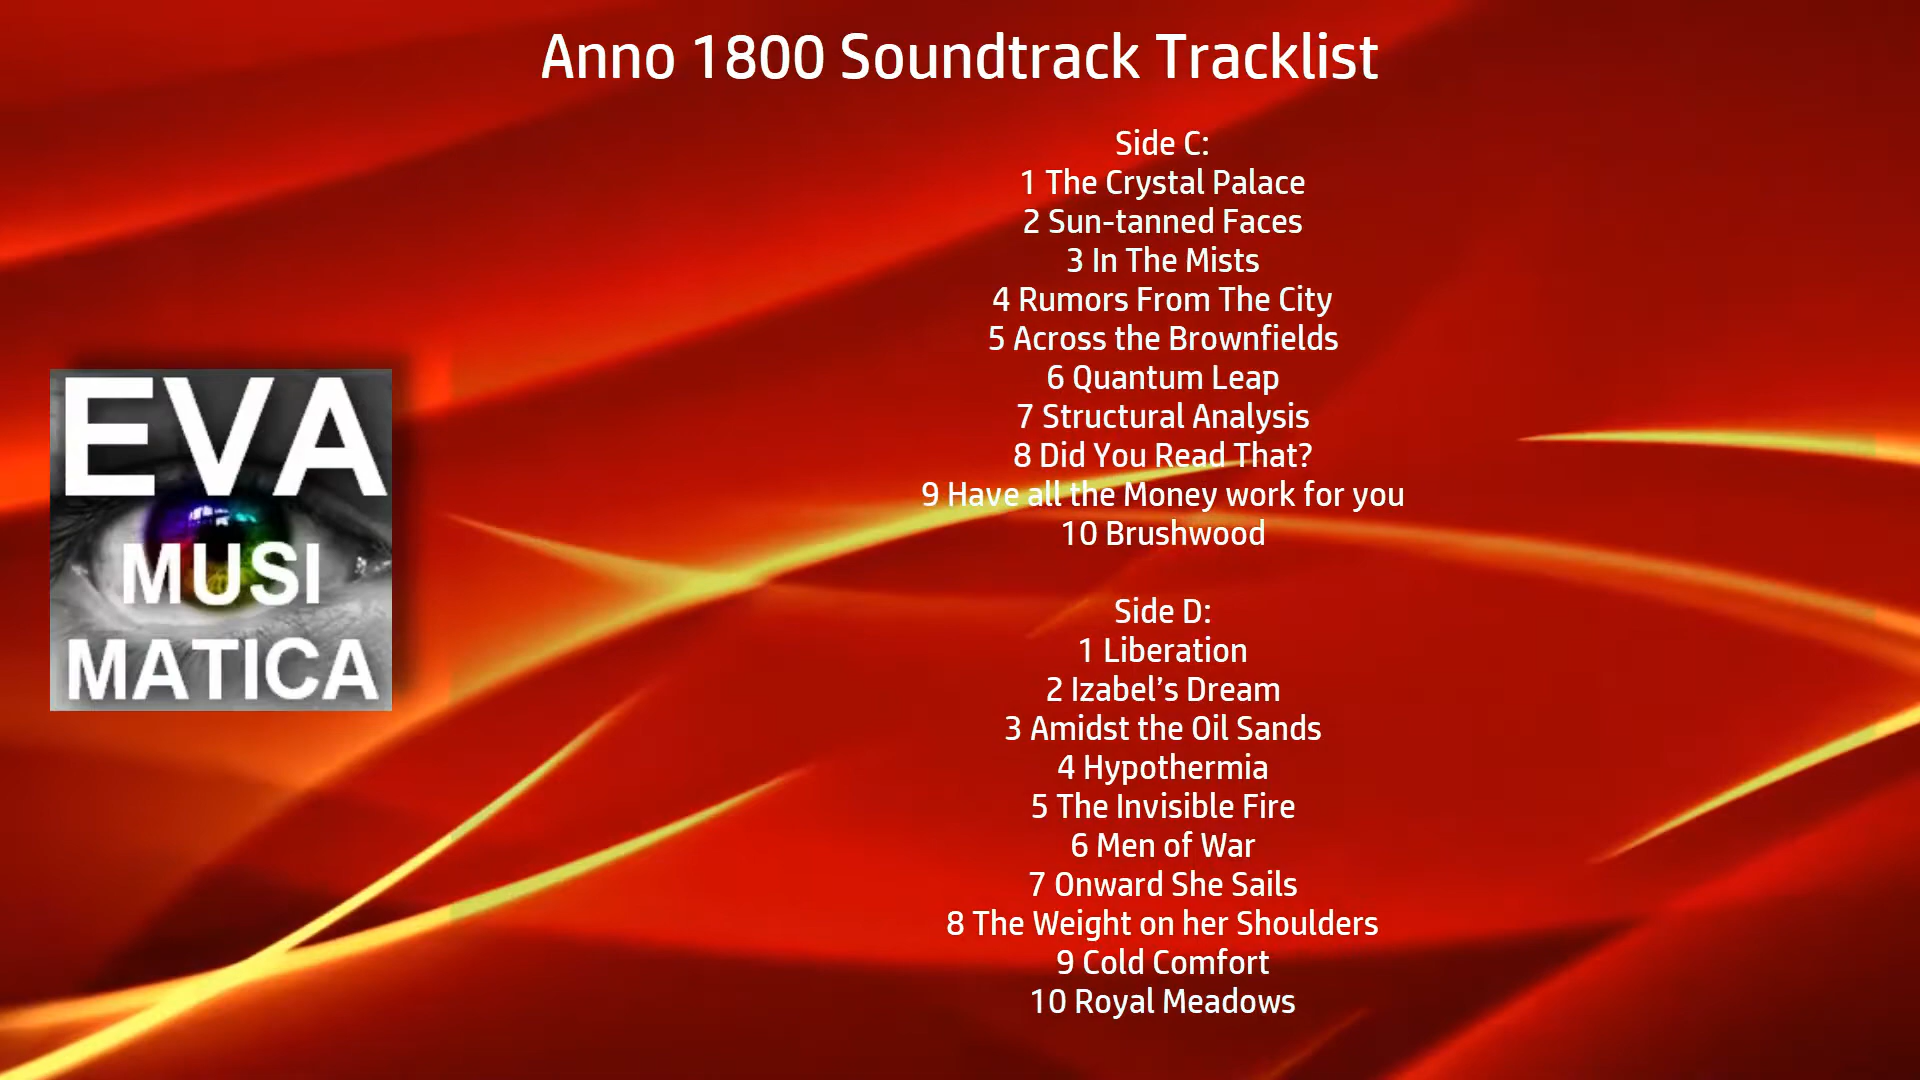 Anno 1800 Soundtrack Tracklist
EVA
MUSI
MATICA
Side C:
1 The Crystal Palace
2 Sun-tanned Faces
3 In The Mists
4 Rumors From The City
5 Across the Brownfields
6 Quantum Leap
7 Structural Analysis
8 Did You Read That?
9 Have all the Money work for you
10 Brushwood
Side D:
1 Liberation
2 Izabel’s Dream
3 Amidst the Oil Sands
4 Hypothermia
5 The Invisible Fire
6 Men of War
7 Onward She Sails
8 The Weight on her Shoulders
9 Cold Comfort
10 Royal Meadows